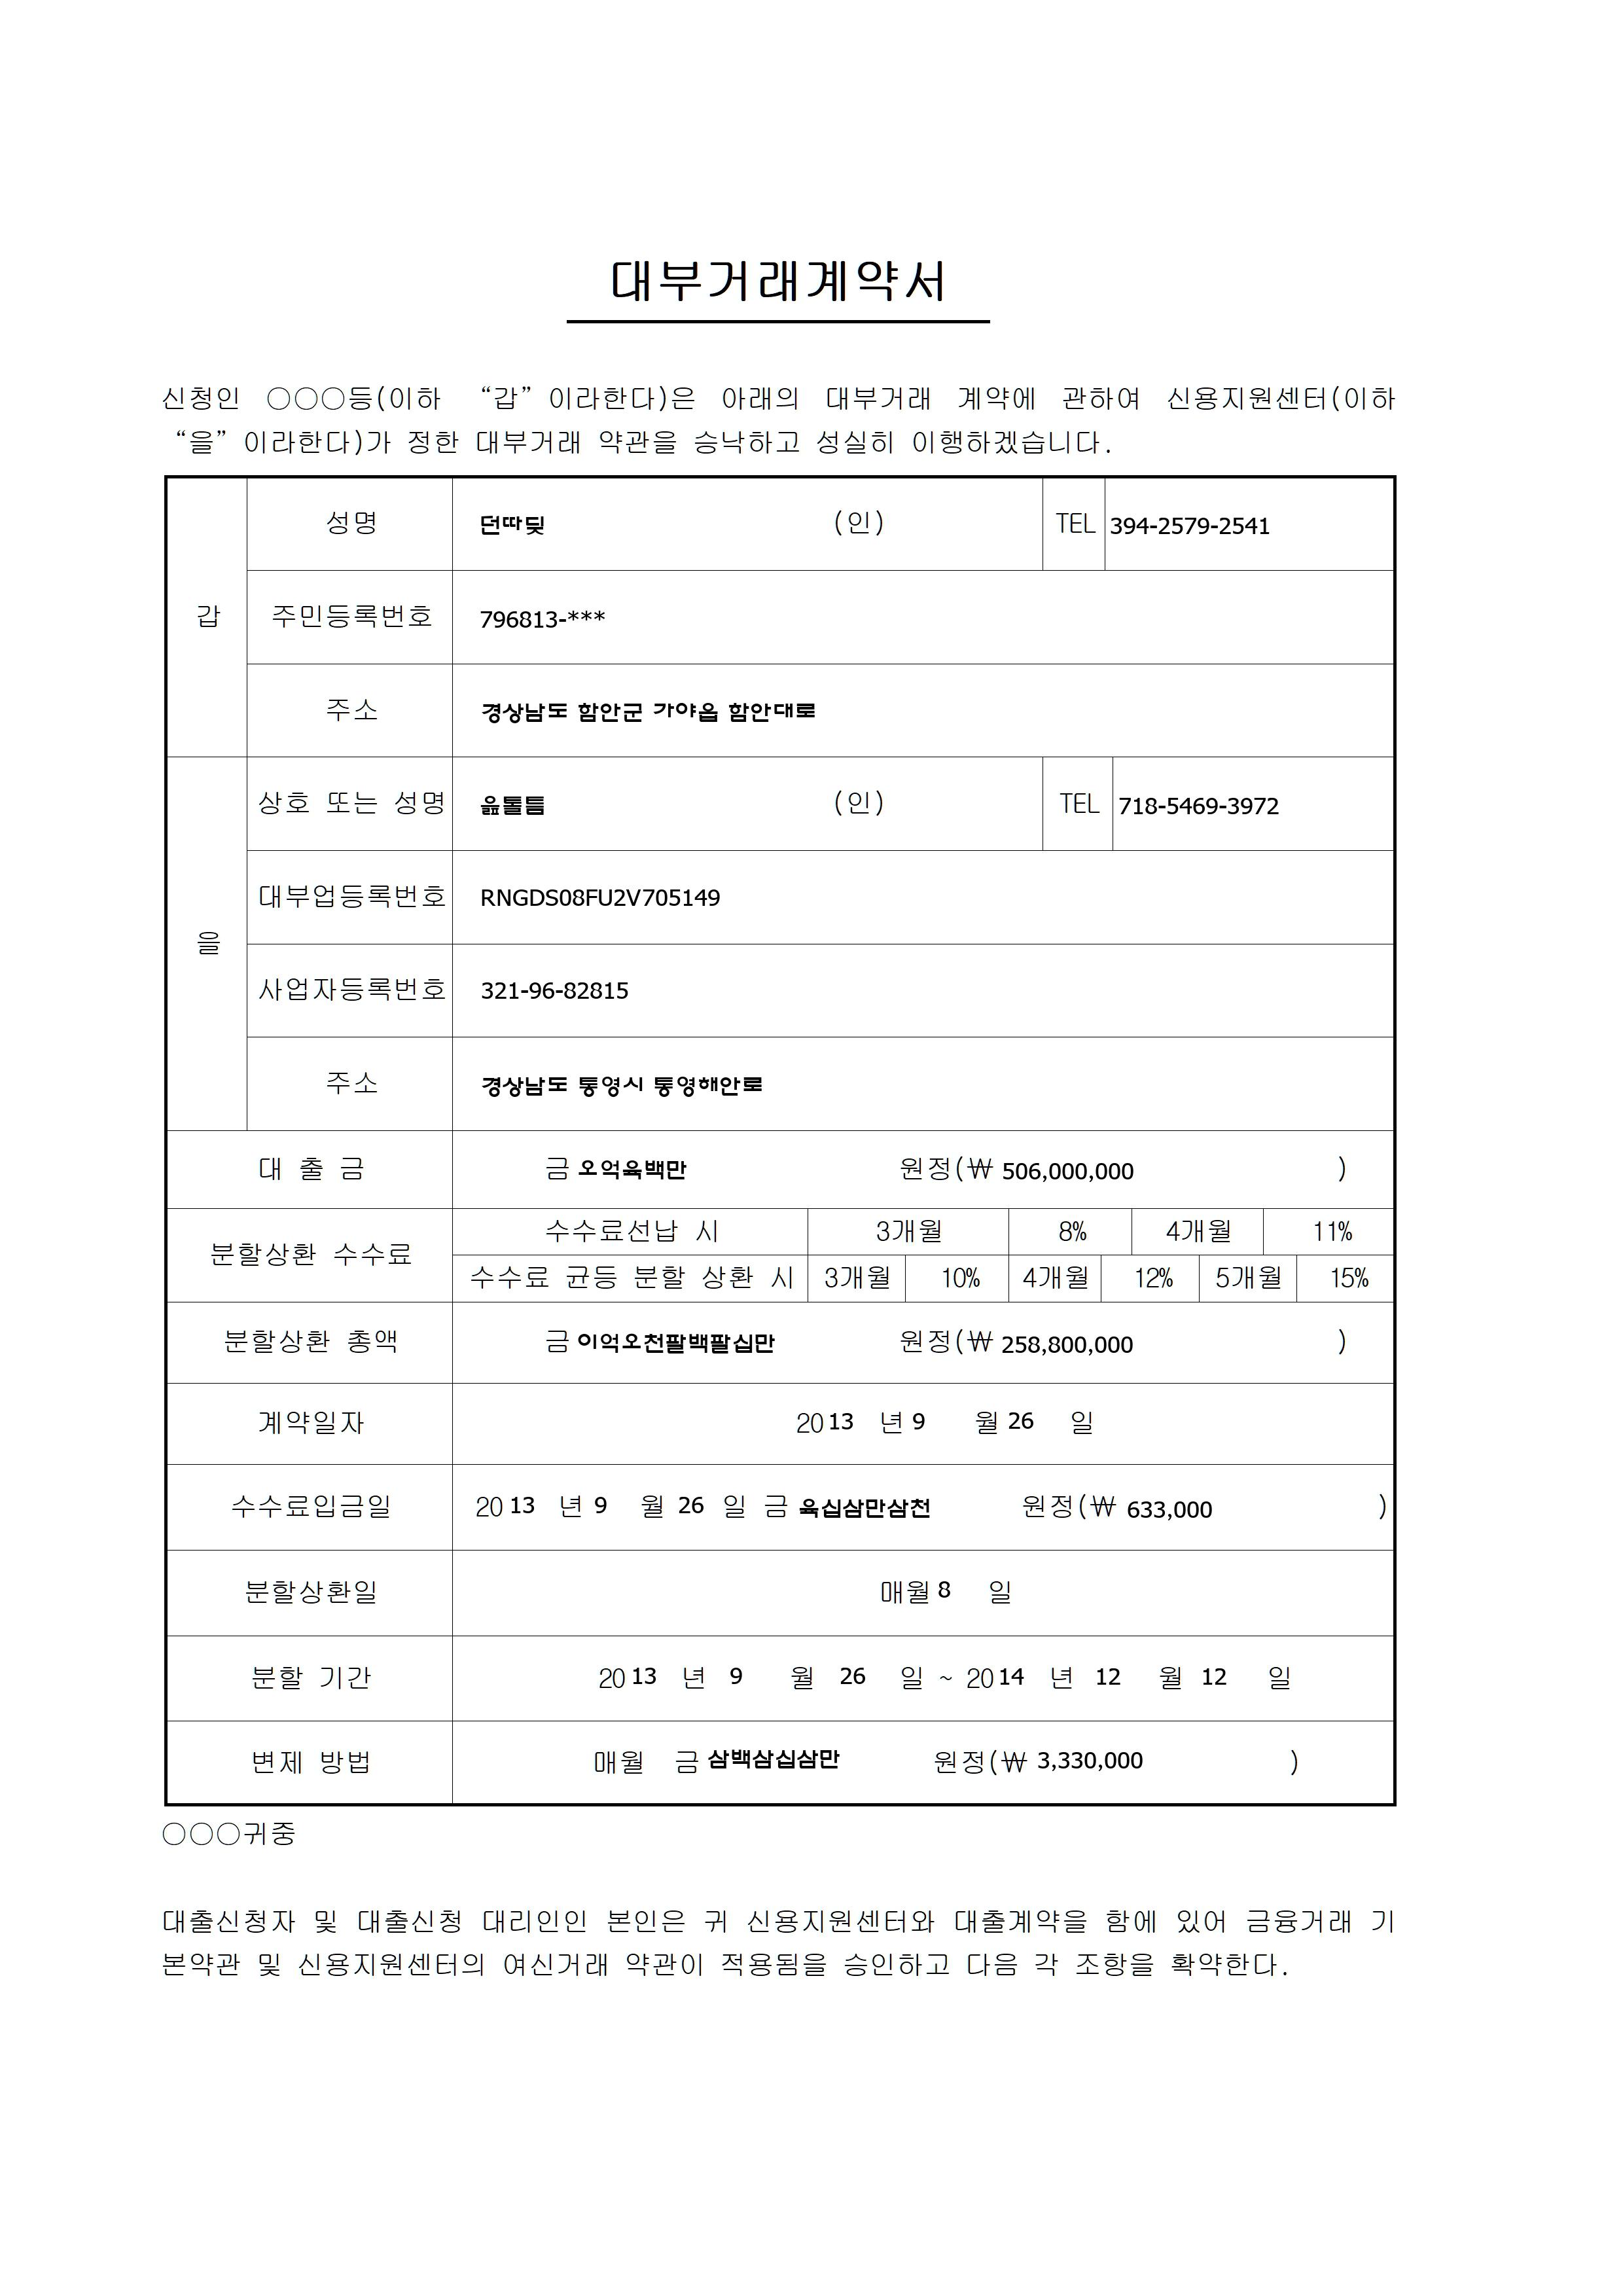 대부거래계약서
신청인 ○○○등(이하 “갑”이라한다)은 아래의 대부거래 계약에 관하여 신용지원센터(이하
“을”이라한다)가 정한 대부거래 약관을 승낙하고 성실히 이행하겠습니다.
갑
성명 던따딪 (인) TEL 394-2579-2541
주민등록번호 796813-***
주소 경상남도 함안군 가야읍 함안대로
을
상호 또는 성명 읊톨틈 (인) TEL 718-5469-3972
대부업등록번호 RNGDS08FU2V705149
사업자등록번호 321-96-82815
주소 경상남도 통영시 통영해안로
대 출 금 금 오억육백만 원정(₩ 506,000,000 )
분할상환 수수료
수수료선납 시 3개월 8% 4개월 11%
수수료 균등 분할 상환 시 3개월 10% 4개월 12% 5개월 15%
분할상환 총액 금 이억오천팔백팔십만 원정(₩ 258,800,000 )
계약일자 2013 년 9 월 26 일
수수료입금일 2013 년 9 월 26 일 금 육십삼만삼천 원정(₩ 633,000 )
분할상환일 매월 8 일
분할 기간 2013 년 9 월 26 일 ~ 2014 년 12 월 12 일
변제 방법 매월 금 삼백삼십삼만 원정(₩ 3,330,000 )
○○○귀중
대출신청자 및 대출신청 대리인인 본인은 귀 신용지원센터와 대출계약을 함에 있어 금융거래 기
본약관 및 신용지원센터의 여신거래 약관이 적용됨을 승인하고 다음 각 조항을 확약한다.